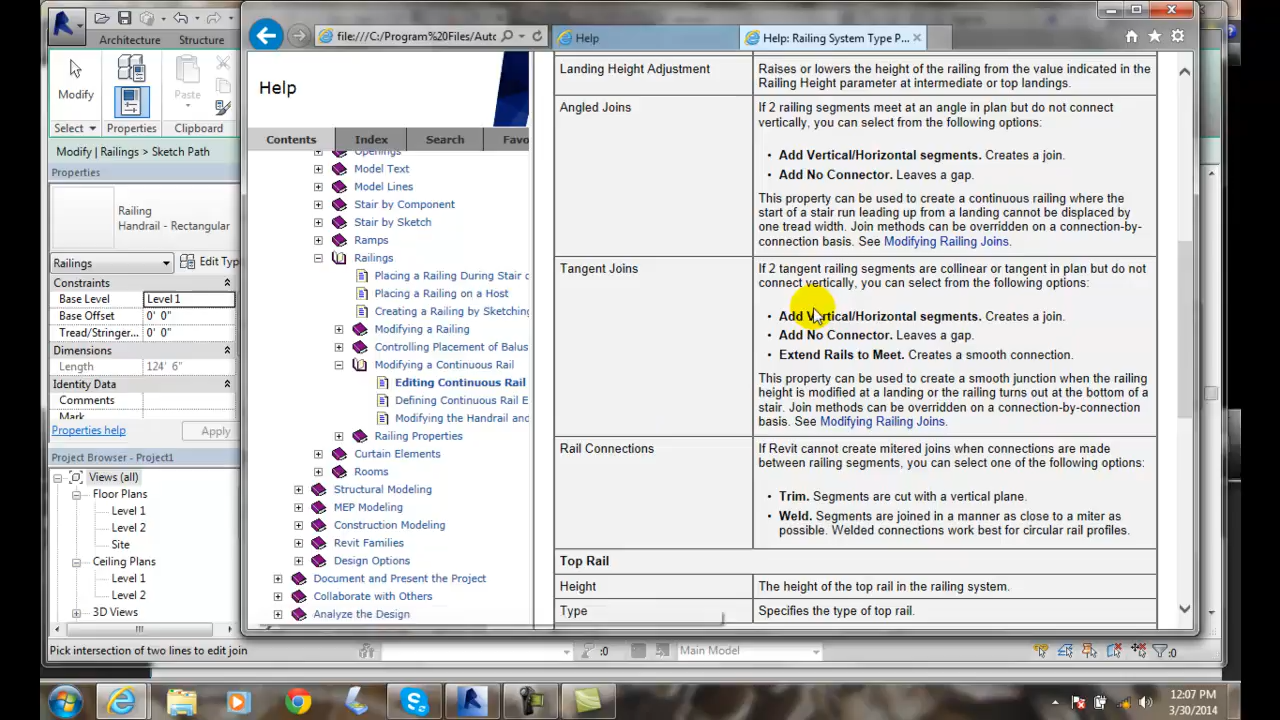 Architecture
Structure
Modify
Properties
Paste
Select
Properties
Clipboard
Modify | Railings > Sketch Path
Properties
Railing
Handrail - Rectangular
Railings
Edit Typ
Constraints
Base Level
Level 1
Base Offset
0' 0"
Tread/Stringer...
0' 0"
Dimensions
Length
124' 6"
Identity Data
Comments
Mark
Properties help
Apply
Project Browser - Project1
Views (all)
Floor Plans
Level 1
Level 2
Site
Ceiling Plans
Level 1
Level 2
3D Views
Pick intersection of two lines to edit join
:0
Main Model
:0
file:///C:/Program%20Files/Auto
Help
Help: Railing System Type P...
Help
Contents
Index
Search
Favo
Openings
Model Text
Model Lines
Stair by Component
Stair by Sketch
Ramps
Railings
Placing a Railing During Stair c
Placing a Railing on a Host
Creating a Railing by Sketching
Modifying a Railing
Controlling Placement of Balus
Modifying a Continuous Rail
Editing Continuous Rail
Defining Continuous Rail E
Modifying the Handrail and
Railing Properties
Curtain Elements
Rooms
Structural Modeling
MEP Modeling
Construction Modeling
Revit Families
Design Options
Document and Present the Project
Collaborate with Others
Analyze the Design
Landing Height Adjustment
Raises or lowers the height of the railing from the value indicated in the
Railing Height parameter at intermediate or top landings.
Angled Joins
If 2 railing segments meet at an angle in plan but do not connect
vertically, you can select from the following options:
• Add Vertical/Horizontal segments. Creates a join.
• Add No Connector. Leaves a gap.
This property can be used to create a continuous railing where the
start of a stair run leading up from a landing cannot be displaced by
one tread width. Join methods can be overridden on a connection-by-
connection basis. See Modifying Railing Joins.
Tangent Joins
If 2 tangent railing segments are collinear or tangent in plan but do not
connect vertically, you can select from the following options:
• Add Vertical/Horizontal segments. Creates a join.
• Add No Connector. Leaves a gap.
• Extend Rails to Meet. Creates a smooth connection.
This property can be used to create a smooth junction when the railing
height is modified at a landing or the railing turns out at the bottom of a
stair. Join methods can be overridden on a connection-by-connection
basis. See Modifying Railing Joins.
Rail Connections
If Revit cannot create mitered joins when connections are made
between railing segments, you can select one of the following options:
• Trim. Segments are cut with a vertical plane.
• Weld. Segments are joined in a manner as close to a miter as
possible. Welded connections work best for circular rail profiles.
Top Rail
Height
The height of the top rail in the railing system.
Type
Specifies the type of top rail.
12:07 PM
3/30/2014